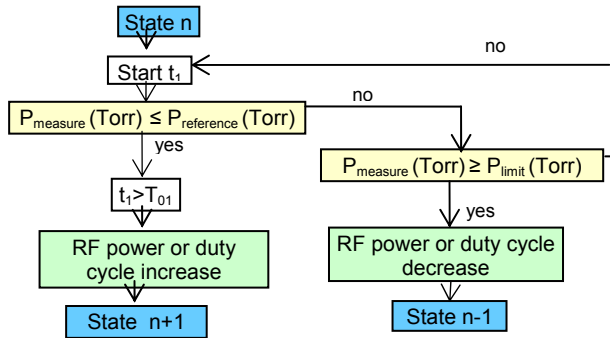 State n
no
Start t₁
Pmeasure (Torr) ≤ Preference (Torr)
no
yes
Pmeasure (Torr) ≥ Plimit (Torr)
t₁>T₀₁
yes
RF power or duty
cycle increase
RF power or duty cycle
decrease
State n+1
State n-1